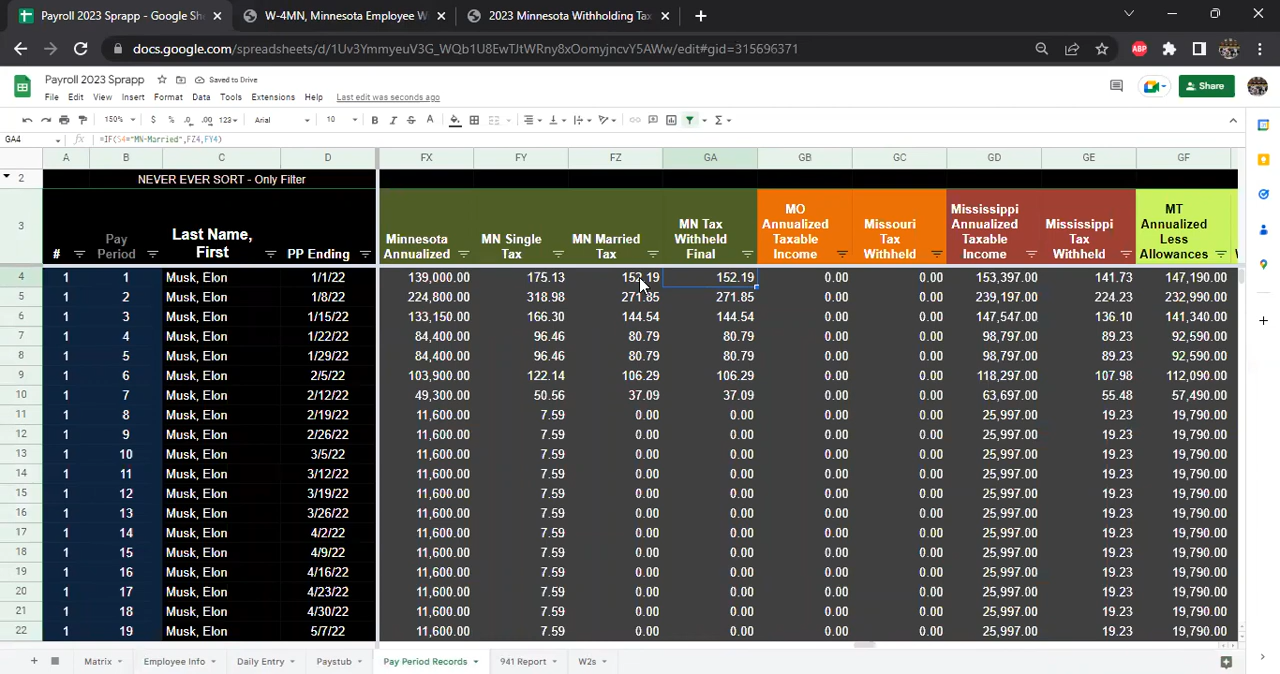 Payroll 2023 Sprapp - Google Sh
W-4MN, Minnesota Employee W
2023 Minnesota Withholding Tax
docs.google.com/spreadsheets/d/1Uv3YmmyeuV3G_WQb1U8EwTJtWRny8xOomyjncvY5AWw/edit#gid=315696371
Payroll 2023 Sprapp Saved to Drive
File Edit View Insert Format Data Tools Extensions Help Last edit was seconds ago
Share
150% $ % .0 .00 123 Arial 10 B I S A
GA4 fx =IF(S4="MN-Married",FZ4,FY4)
A B C D FX FY FZ GA GB GC GD GE GF
2 NEVER EVER SORT - Only Filter
3 # Pay Period Last Name, First PP Ending Minnesota Annualized MN Single Tax MN Married Tax MN Tax Withheld Final MO Annualized Taxable Income Missouri Tax Withheld Mississippi Annualized Taxable Income Mississippi Tax Withheld MT Annualized Less Allowances
4 1 1 Musk, Elon 1/1/22 139,000.00 175.13 152.19 152.19 0.00 0.00 153,397.00 141.73 147,190.00
5 1 2 Musk, Elon 1/8/22 224,800.00 318.98 271.85 271.85 0.00 0.00 239,197.00 224.23 232,990.00
6 1 3 Musk, Elon 1/15/22 133,150.00 166.30 144.54 144.54 0.00 0.00 147,547.00 136.10 141,340.00
7 1 4 Musk, Elon 1/22/22 84,400.00 96.46 80.79 80.79 0.00 0.00 98,797.00 89.23 92,590.00
8 1 5 Musk, Elon 1/29/22 84,400.00 96.46 80.79 80.79 0.00 0.00 98,797.00 89.23 92,590.00
9 1 6 Musk, Elon 2/5/22 103,900.00 122.14 106.29 106.29 0.00 0.00 118,297.00 107.98 112,090.00
10 1 7 Musk, Elon 2/12/22 49,300.00 50.56 37.09 37.09 0.00 0.00 63,697.00 55.48 57,490.00
11 1 8 Musk, Elon 2/19/22 11,600.00 7.59 0.00 0.00 0.00 0.00 25,997.00 19.23 19,790.00
12 1 9 Musk, Elon 2/26/22 11,600.00 7.59 0.00 0.00 0.00 0.00 25,997.00 19.23 19,790.00
13 1 10 Musk, Elon 3/5/22 11,600.00 7.59 0.00 0.00 0.00 0.00 25,997.00 19.23 19,790.00
14 1 11 Musk, Elon 3/12/22 11,600.00 7.59 0.00 0.00 0.00 0.00 25,997.00 19.23 19,790.00
15 1 12 Musk, Elon 3/19/22 11,600.00 7.59 0.00 0.00 0.00 0.00 25,997.00 19.23 19,790.00
16 1 13 Musk, Elon 3/26/22 11,600.00 7.59 0.00 0.00 0.00 0.00 25,997.00 19.23 19,790.00
17 1 14 Musk, Elon 4/2/22 11,600.00 7.59 0.00 0.00 0.00 0.00 25,997.00 19.23 19,790.00
18 1 15 Musk, Elon 4/9/22 11,600.00 7.59 0.00 0.00 0.00 0.00 25,997.00 19.23 19,790.00
19 1 16 Musk, Elon 4/16/22 11,600.00 7.59 0.00 0.00 0.00 0.00 25,997.00 19.23 19,790.00
20 1 17 Musk, Elon 4/23/22 11,600.00 7.59 0.00 0.00 0.00 0.00 25,997.00 19.23 19,790.00
21 1 18 Musk, Elon 4/30/22 11,600.00 7.59 0.00 0.00 0.00 0.00 25,997.00 19.23 19,790.00
22 1 19 Musk, Elon 5/7/22 11,600.00 7.59 0.00 0.00 0.00 0.00 25,997.00 19.23 19,790.00
Matrix Employee Info Daily Entry Paystub Pay Period Records 941 Report W2s